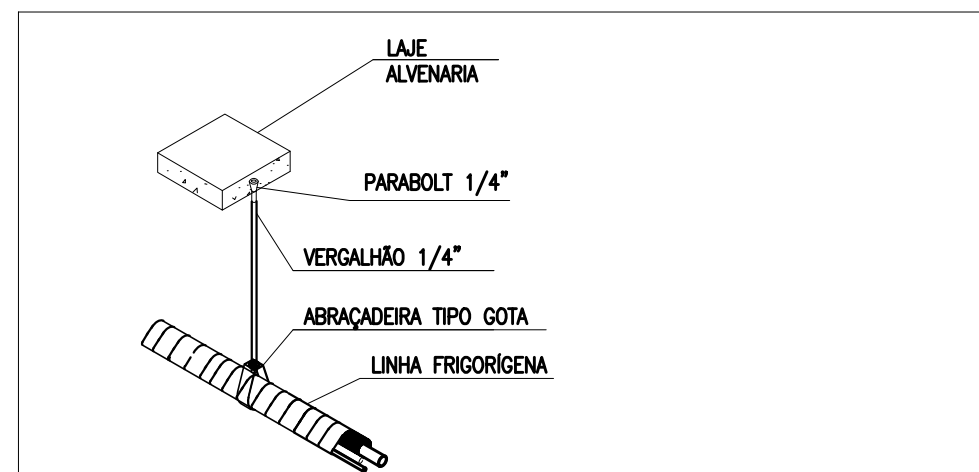 LAJE
ALVENARIA
PARABOLT 1/4"
VERGALHÃO 1/4"
ABRAÇADEIRA TIPO GOTA
LINHA FRIGORÍGENA